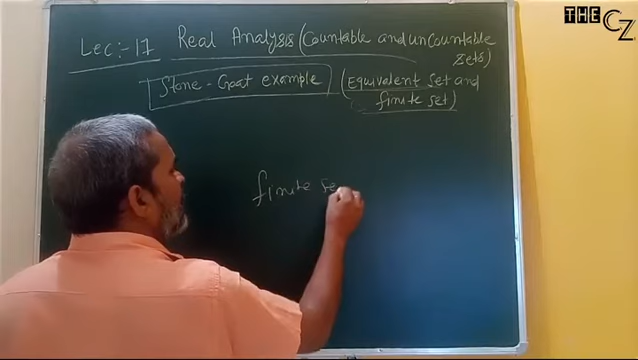 THE CZ
Lec:- 17 Real Analysis (Countable and uncountable
sets)
Stone - Goat example (Equivalent set and
finite set)
finite se